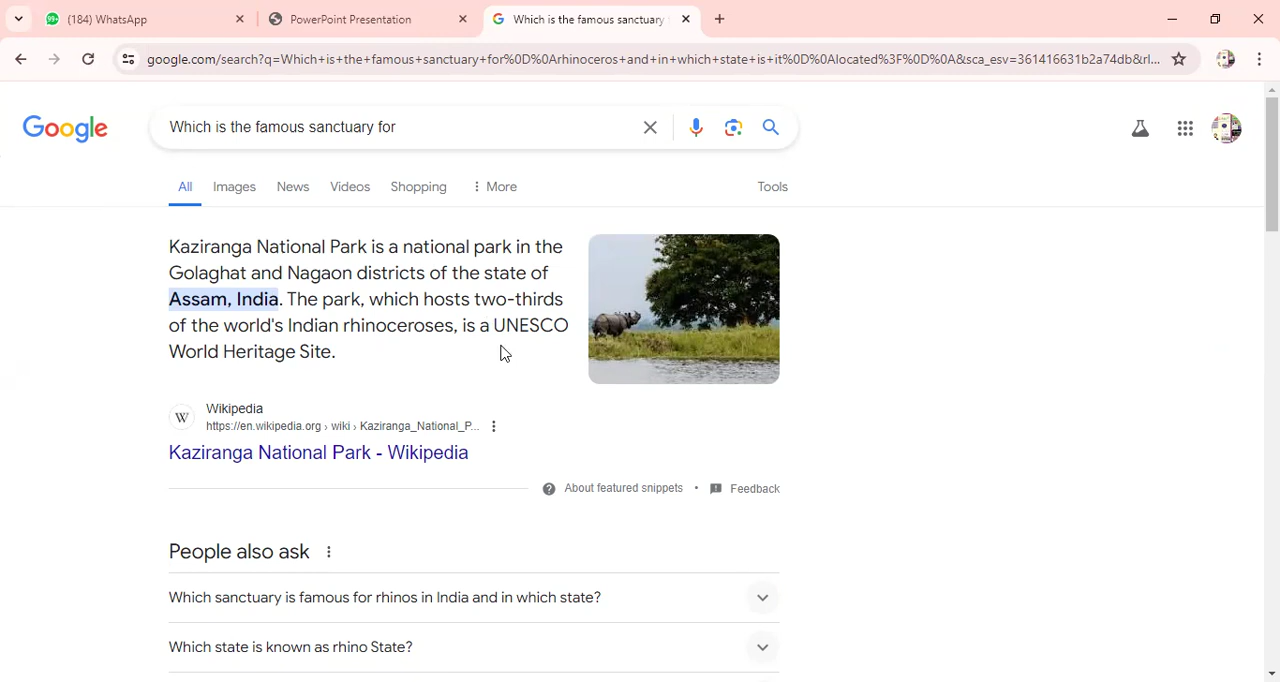 99+ (184) WhatsApp
PowerPoint Presentation
Which is the famous sanctuary
google.com/search?q=Which+is+the+famous+sanctuary+for%0D%0Arhinoceros+and+in+which+state+is+it%0D%0Alocated%3F%0D%0A&sca_esv=361416631b2a74db&rl...
Google
Which is the famous sanctuary for
All Images News Videos Shopping More Tools
Kaziranga National Park is a national park in the
Golaghat and Nagaon districts of the state of
Assam, India. The park, which hosts two-thirds
of the world's Indian rhinoceroses, is a UNESCO
World Heritage Site.
W Wikipedia
https://en.wikipedia.org › wiki › Kaziranga_National_P...
Kaziranga National Park - Wikipedia
About featured snippets • Feedback
People also ask
Which sanctuary is famous for rhinos in India and in which state?
Which state is known as rhino State?